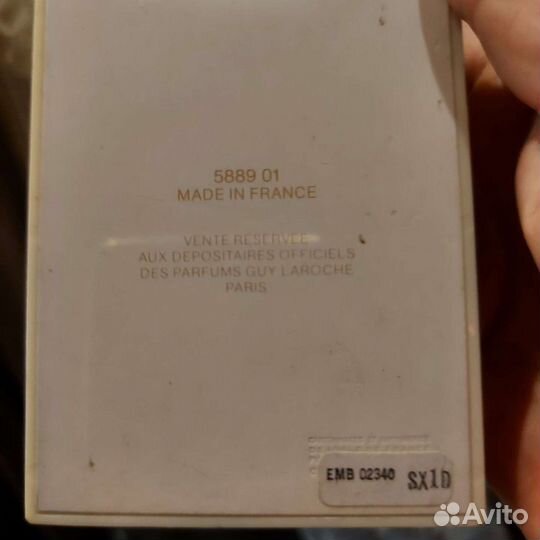 5889 01
MADE IN FRANCE
VENTE RESERVEE
AUX DEPOSITAIRES OFFICIELS
DES PARFUMS GUY LAROCHE
PARIS
EMB 02340 SX1D
Avito